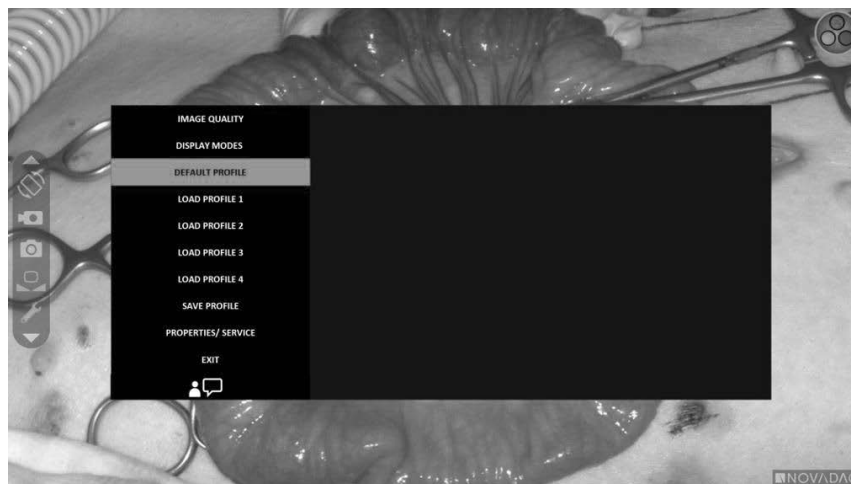 IMAGE QUALITY
DISPLAY MODES
DEFAULT PROFILE
LOAD PROFILE 1
LOAD PROFILE 2
LOAD PROFILE 3
LOAD PROFILE 4
SAVE PROFILE
PROPERTIES/ SERVICE
EXIT
NOVADAQ